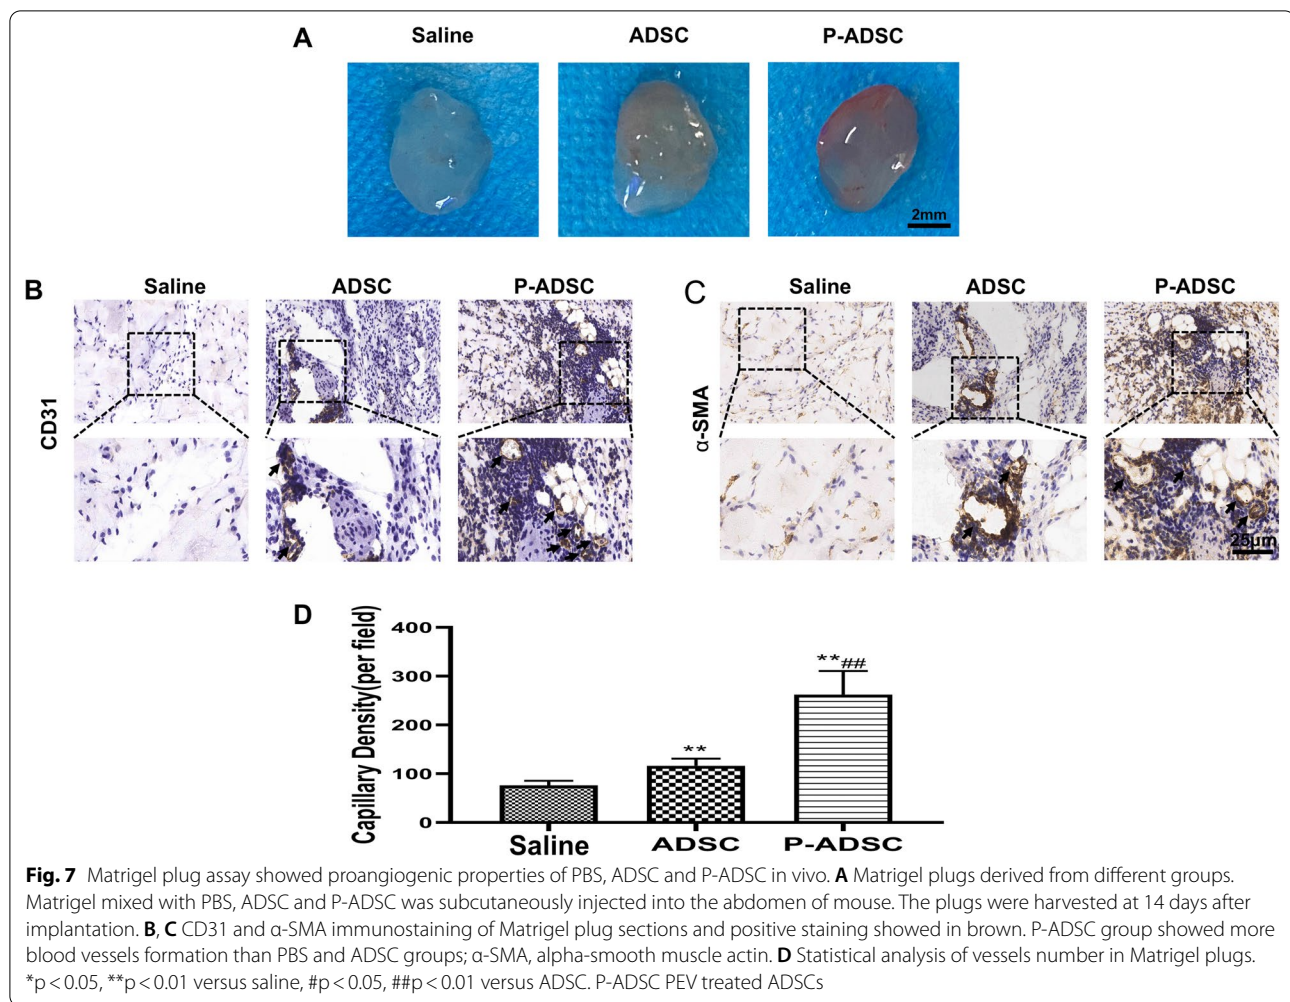 A
Saline ADSC P-ADSC
2mm
B
Saline ADSC P-ADSC
CD31
C
Saline ADSC P-ADSC
α-SMA
25μm
D
Capillary Density(per field)
400
300
200
100
0
**
**##
Saline ADSC P-ADSC
Fig. 7 Matrigel plug assay showed proangiogenic properties of PBS, ADSC and P-ADSC in vivo. A Matrigel plugs derived from different groups.
Matrigel mixed with PBS, ADSC and P-ADSC was subcutaneously injected into the abdomen of mouse. The plugs were harvested at 14 days after
implantation. B, C CD31 and α-SMA immunostaining of Matrigel plug sections and positive staining showed in brown. P-ADSC group showed more
blood vessels formation than PBS and ADSC groups; α-SMA, alpha-smooth muscle actin. D Statistical analysis of vessels number in Matrigel plugs.
*p < 0.05, **p < 0.01 versus saline, #p < 0.05, ##p < 0.01 versus ADSC. P-ADSC PEV treated ADSCs